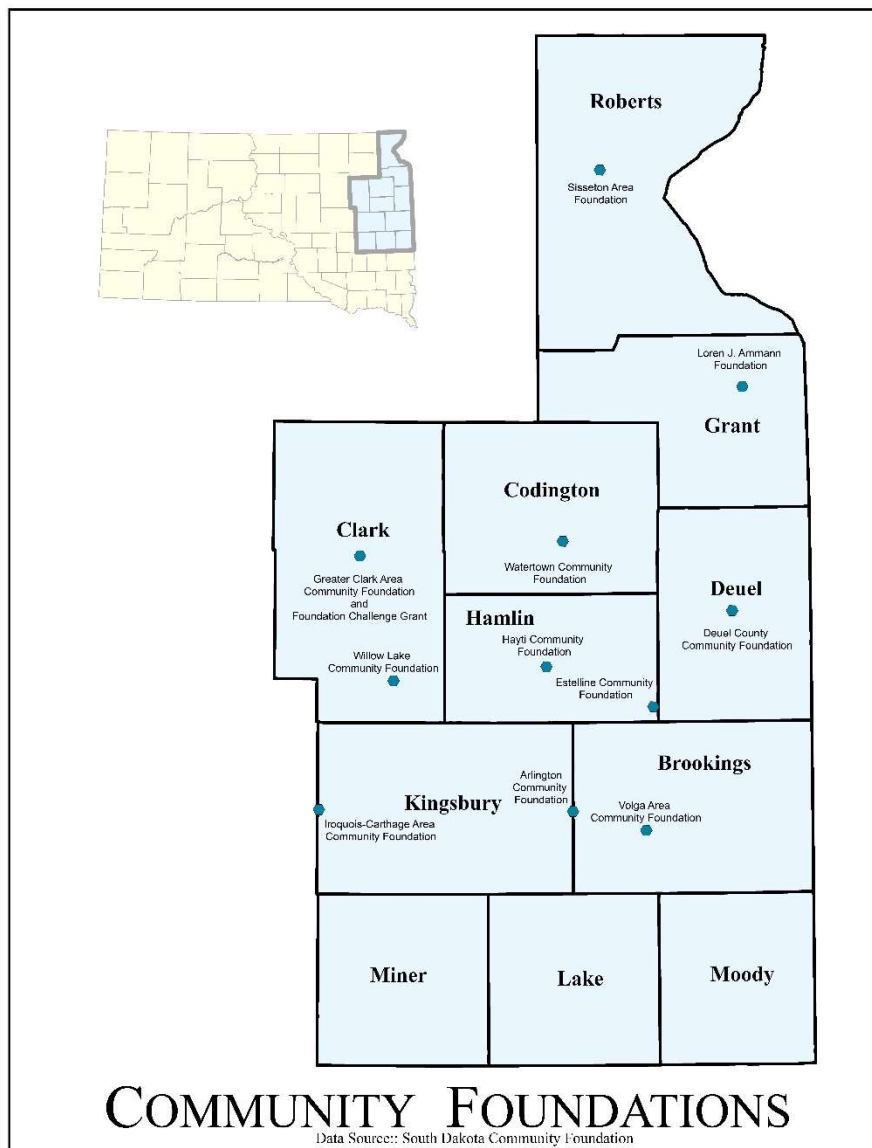 Roberts
Sisseton Area
Foundation
Loren J. Ammann
Foundation
Grant
Codington
Watertown Community
Foundation
Clark
Greater Clark Area
Community Foundation
and
Foundation Challenge Grant
Willow Lake
Community Foundation
Hamlin
Hayti Community
Foundation
Estelline Community
Foundation
Deuel
Deuel County
Community Foundation
Kingsbury
Iroquois-Carthage Area
Community Foundation
Arlington
Community
Foundation
Brookings
Volga Area
Community Foundation
Miner
Lake
Moody
COMMUNITY FOUNDATIONS
Data Source:: South Dakota Community Foundation